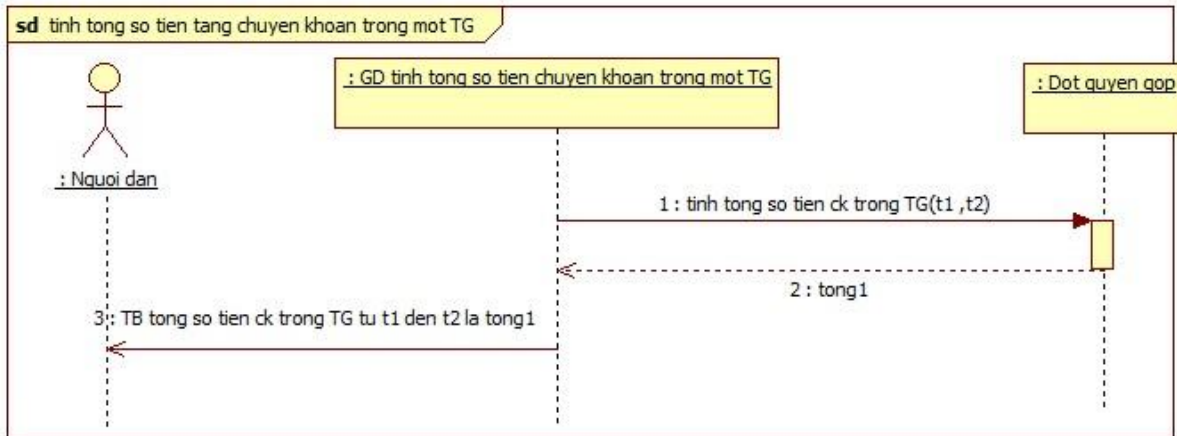 sd tinh tong so tien tang chuyen khoan trong mot TG
: GD tinh tong so tien chuyen khoan trong mot TG
: Dot quyen gop
: Nguoi dan
1 : tinh tong so tien ck trong TG(t1 ,t2)
2 : tong1
3 : TB tong so tien ck trong TG tu t1 den t2 la tong1